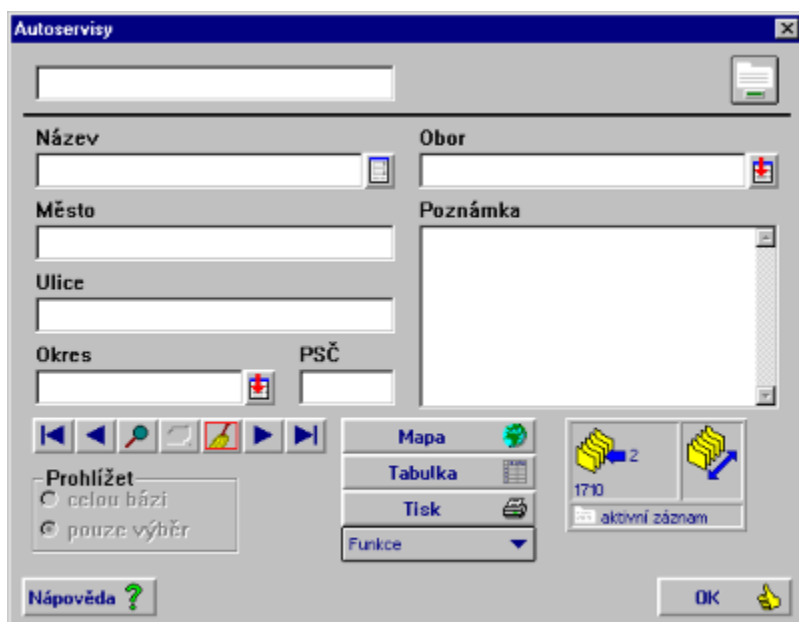 Autoservisy
Název
Obor
Město
Poznámka
Ulice
Okres
PSČ
Mapa
Tabulka
Tisk
Funkce
Prohlížet
celou bázi
pouze výběr
2
1710
aktivní záznam
Nápověda
OK